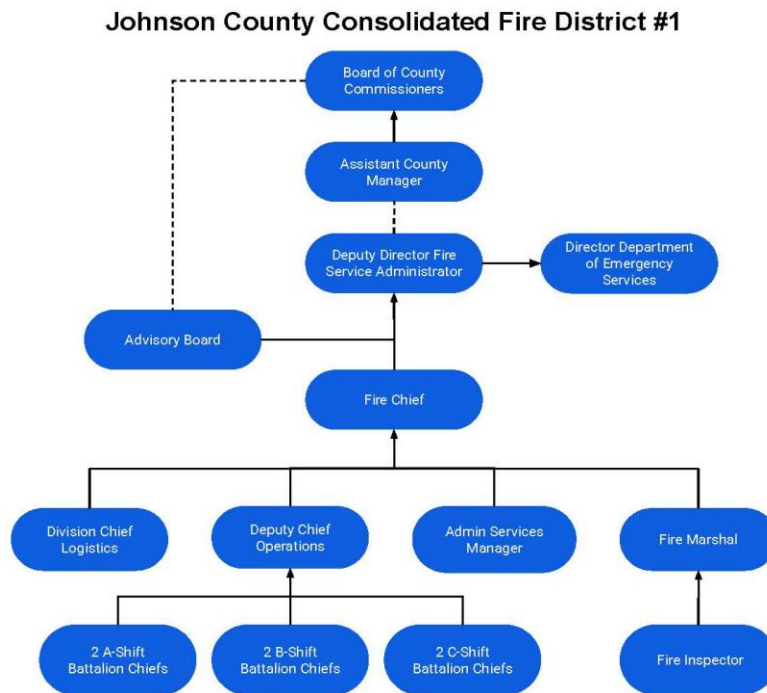 Johnson County Consolidated Fire District #1
Board of County
Commissioners
Assistant County
Manager
Deputy Director Fire
Service Administrator
Director Department
of Emergency
Services
Advisory Board
Fire Chief
Division Chief
Logistics
Deputy Chief
Operations
Admin Services
Manager
Fire Marshal
2 A-Shift
Battalion Chiefs
2 B-Shift
Battalion Chiefs
2 C-Shift
Battalion Chiefs
Fire Inspector